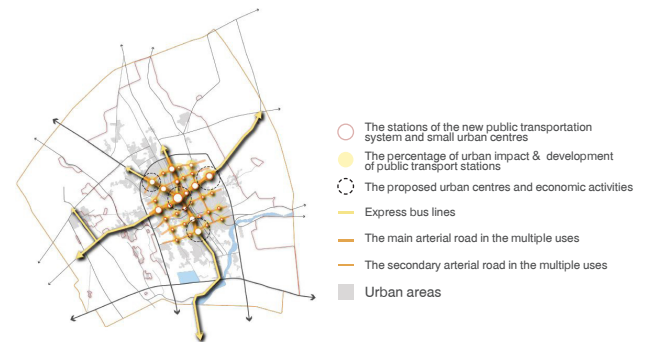 The stations of the new public transportation
system and small urban centres
The percentage of urban impact & development
of public transport stations
The proposed urban centres and economic activities
Express bus lines
The main arterial road in the multiple uses
The secondary arterial road in the multiple uses
Urban areas